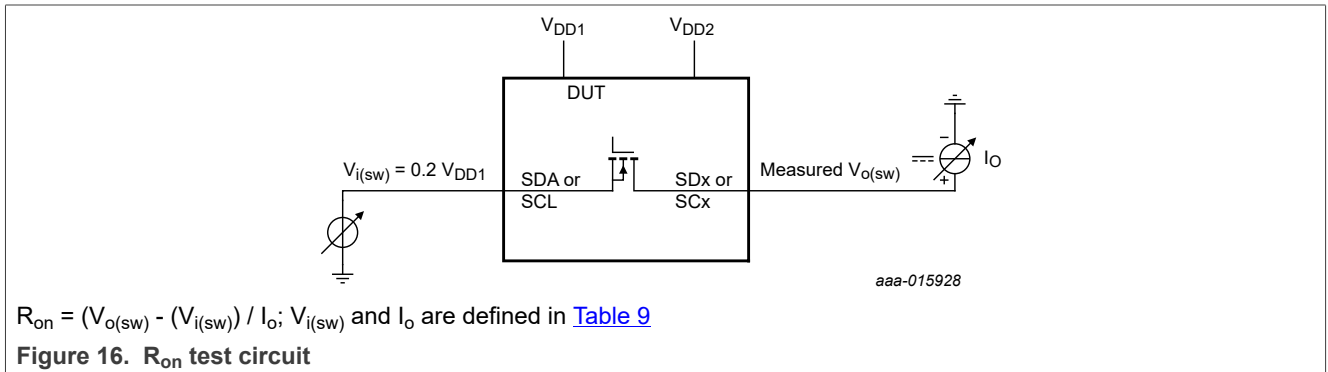 VDD1 VDD2
DUT
Vi(sw) = 0.2 VDD1
SDA or
SCL
SDx or
SCx
Measured Vo(sw)
−
+
IO
aaa-015928
Ron = (Vo(sw) - (Vi(sw)) / Io; Vi(sw) and Io are defined in Table 9
Figure 16. Ron test circuit